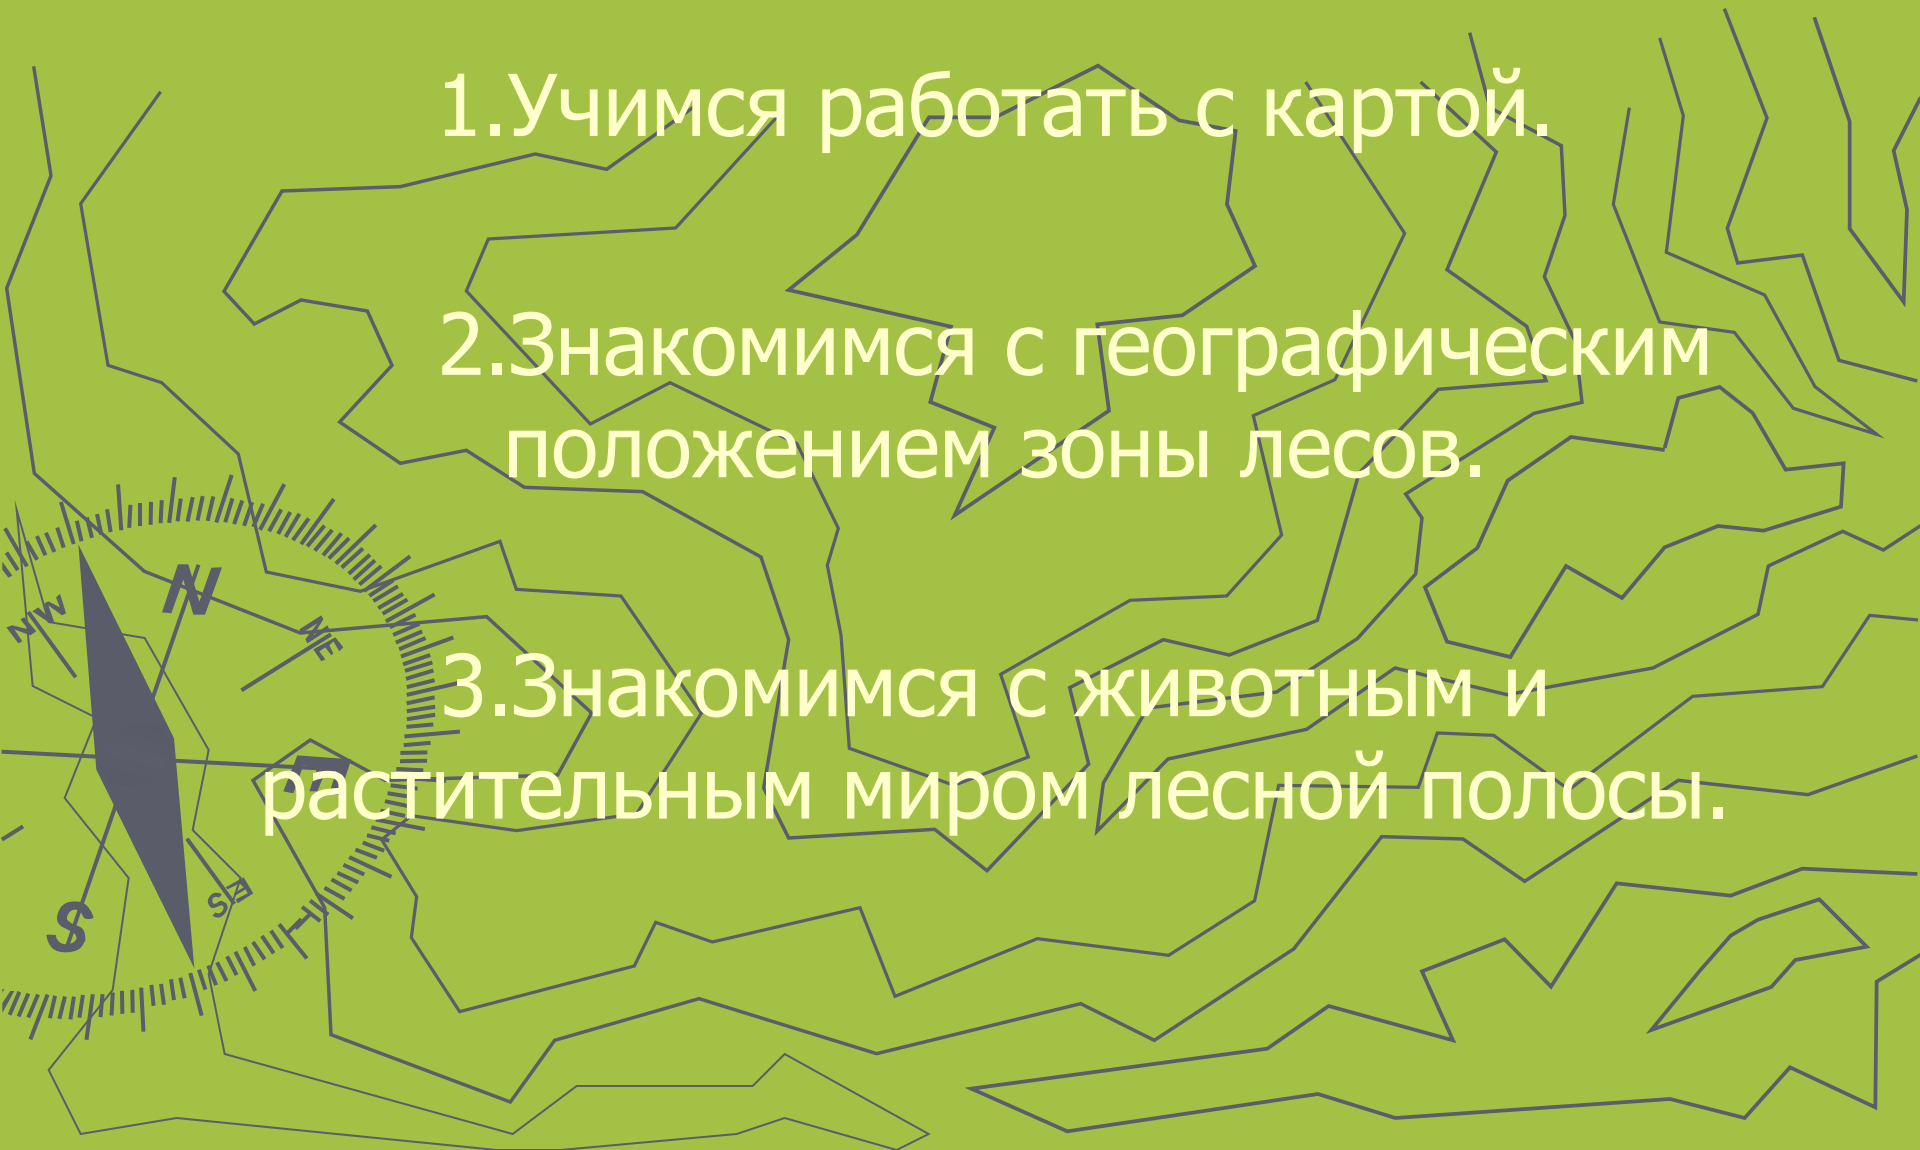 1.Учимся работать с картой.
2.Знакомимся с географическим
положением зоны лесов.
3.Знакомимся с животным и
растительным миром лесной полосы.
N
NW
NE
E
SE
S